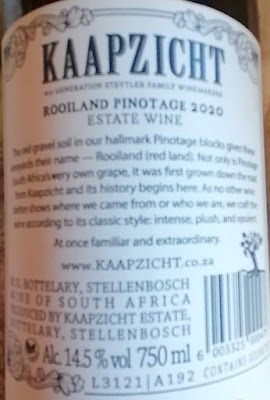 KAAPZICHT
4th GENERATION STEYTLER FAMILY WINEMAKERS
ROOILAND PINOTAGE 2020
ESTATE WINE
The red gravel soil in our hallmark Pinotage blocks gives these
vineyards their name — Rooiland (red land). Not only is Pinotage
South Africa's very own grape, it was first grown down the road
from Kaapzicht and its history begins here. As no other wine
better shows where we came from or who we are, we craft the
wine according to its classic style: intense, plush, and opulent.
At once familiar and extraordinary.
WWW.KAAPZICHT.co.za
W.O. BOTTELARY, STELLENBOSCH
WINE OF SOUTH AFRICA
PRODUCED BY KAAPZICHT ESTATE,
BOTTELARY, STELLENBOSCH
Alc. 14.5% vol 750 ml
6 003325
L3121 | A192 CONTAINS